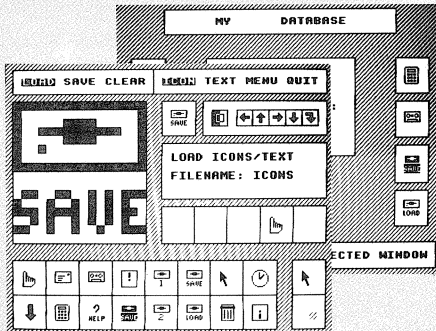 MY DATABASE
LOAD SAVE CLEAR ICON TEXT MENU QUIT
SAVE
LOAD ICONS/TEXT
FILENAME: ICONS
SAVE
SAVE
LOAD
ECTED WINDOW
1 SAVE
HELP SAVE 2 LOAD